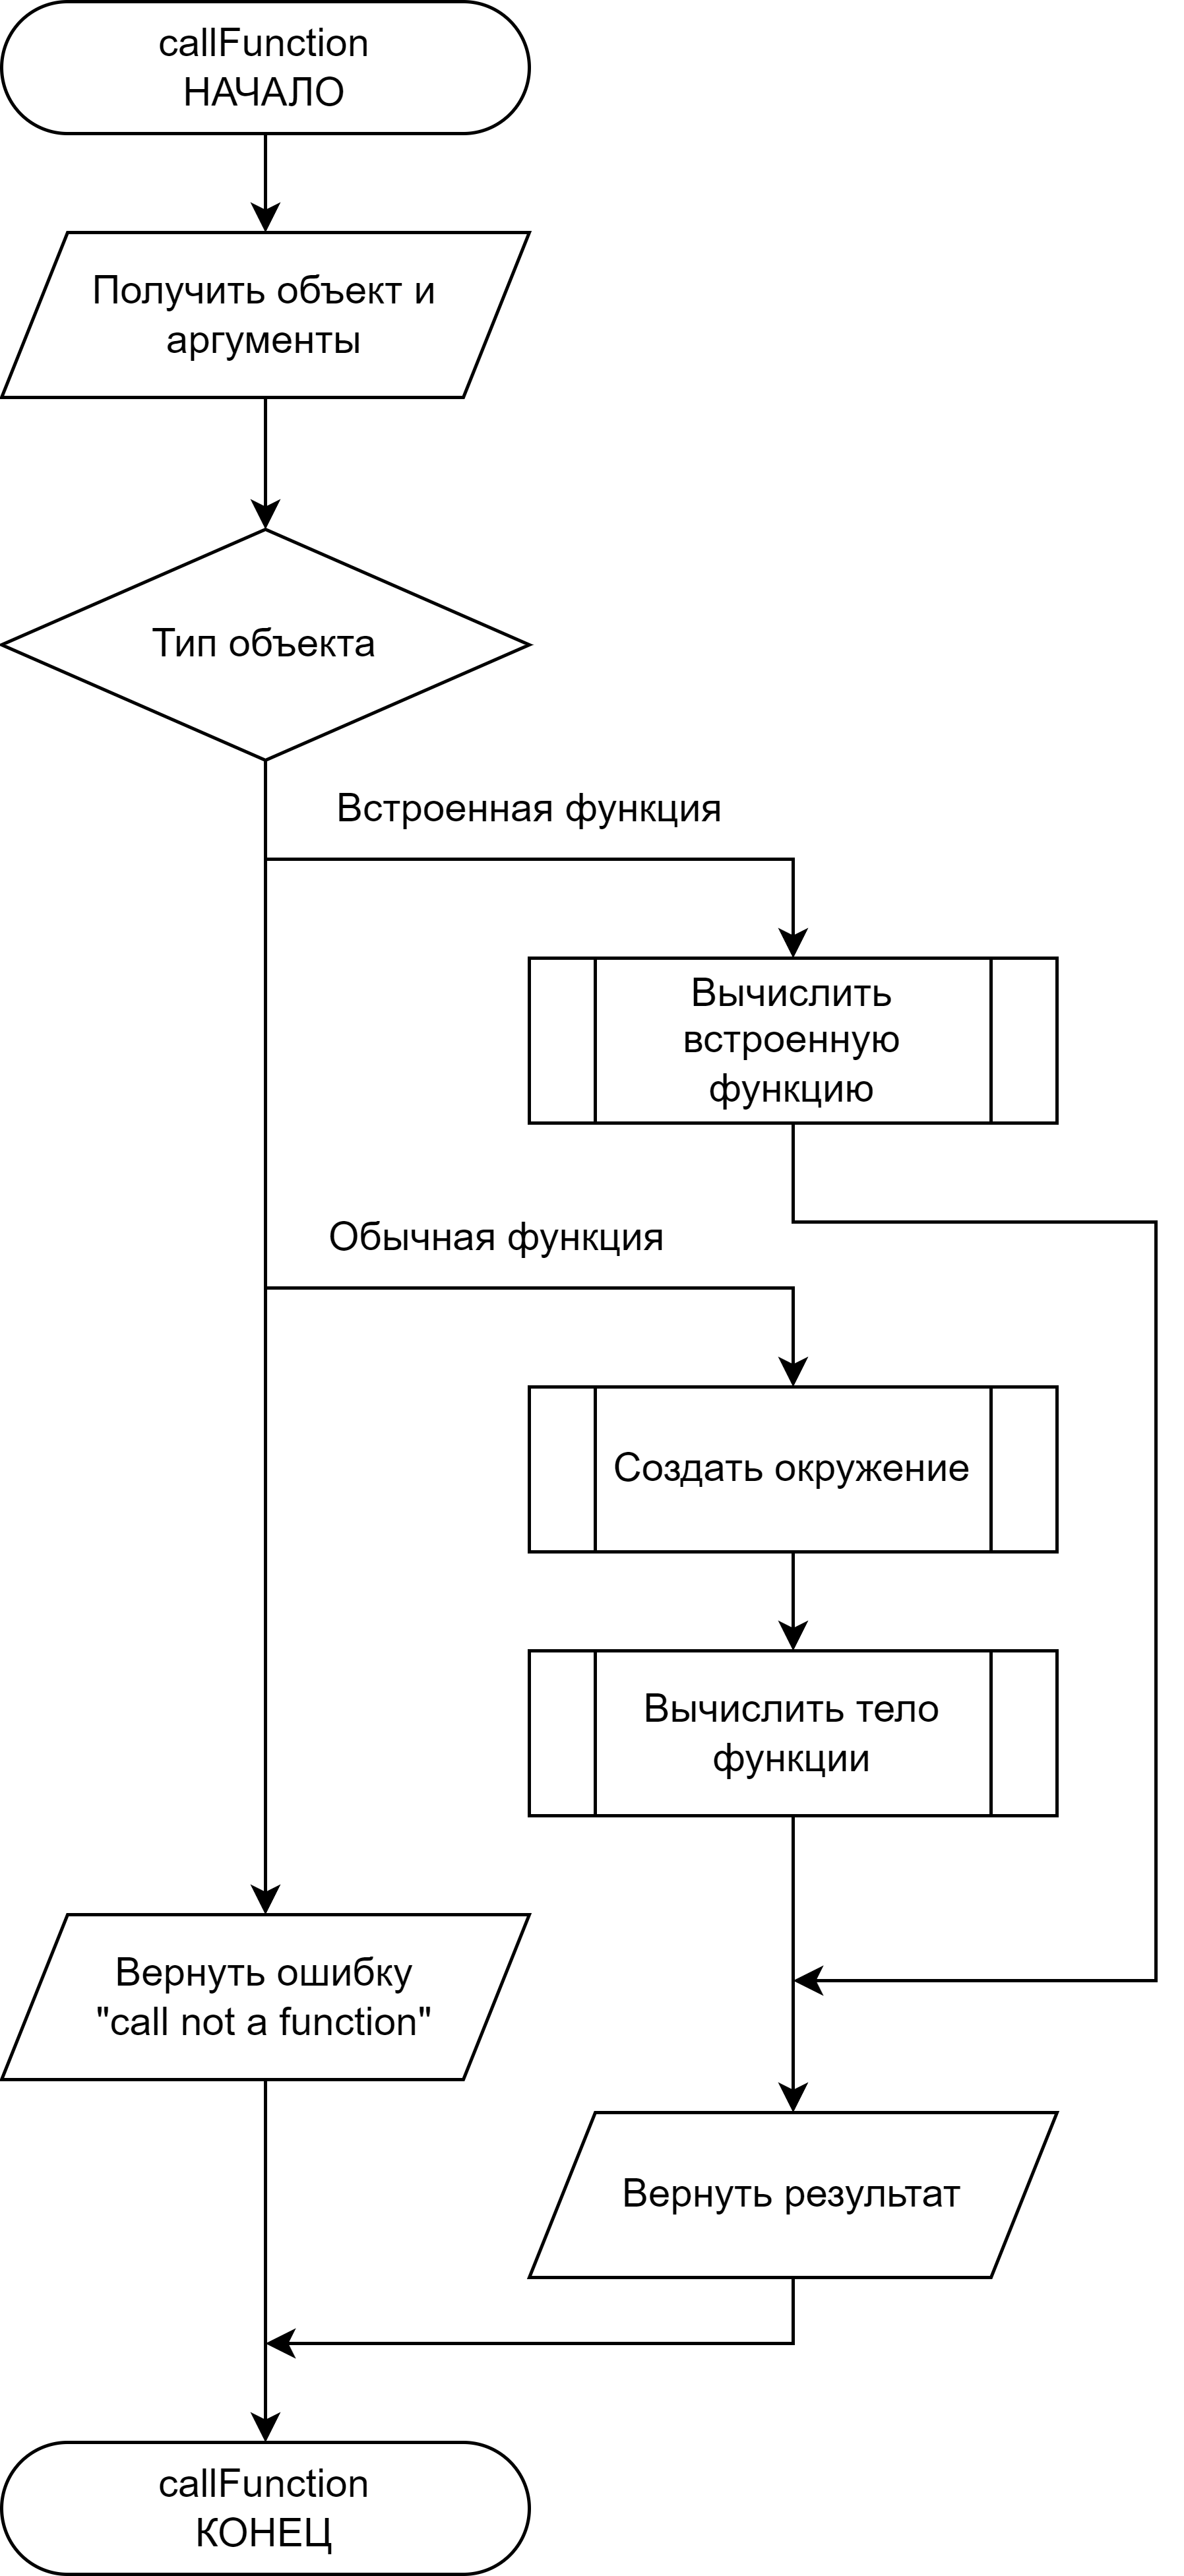 callFunction
НАЧАЛО
Получить объект и
аргументы
Тип объекта
Встроенная функция
Вычислить
встроенную
функцию
Обычная функция
Создать окружение
Вычислить тело
функции
Вернуть ошибку
"call not a function"
Вернуть результат
callFunction
КОНЕЦ